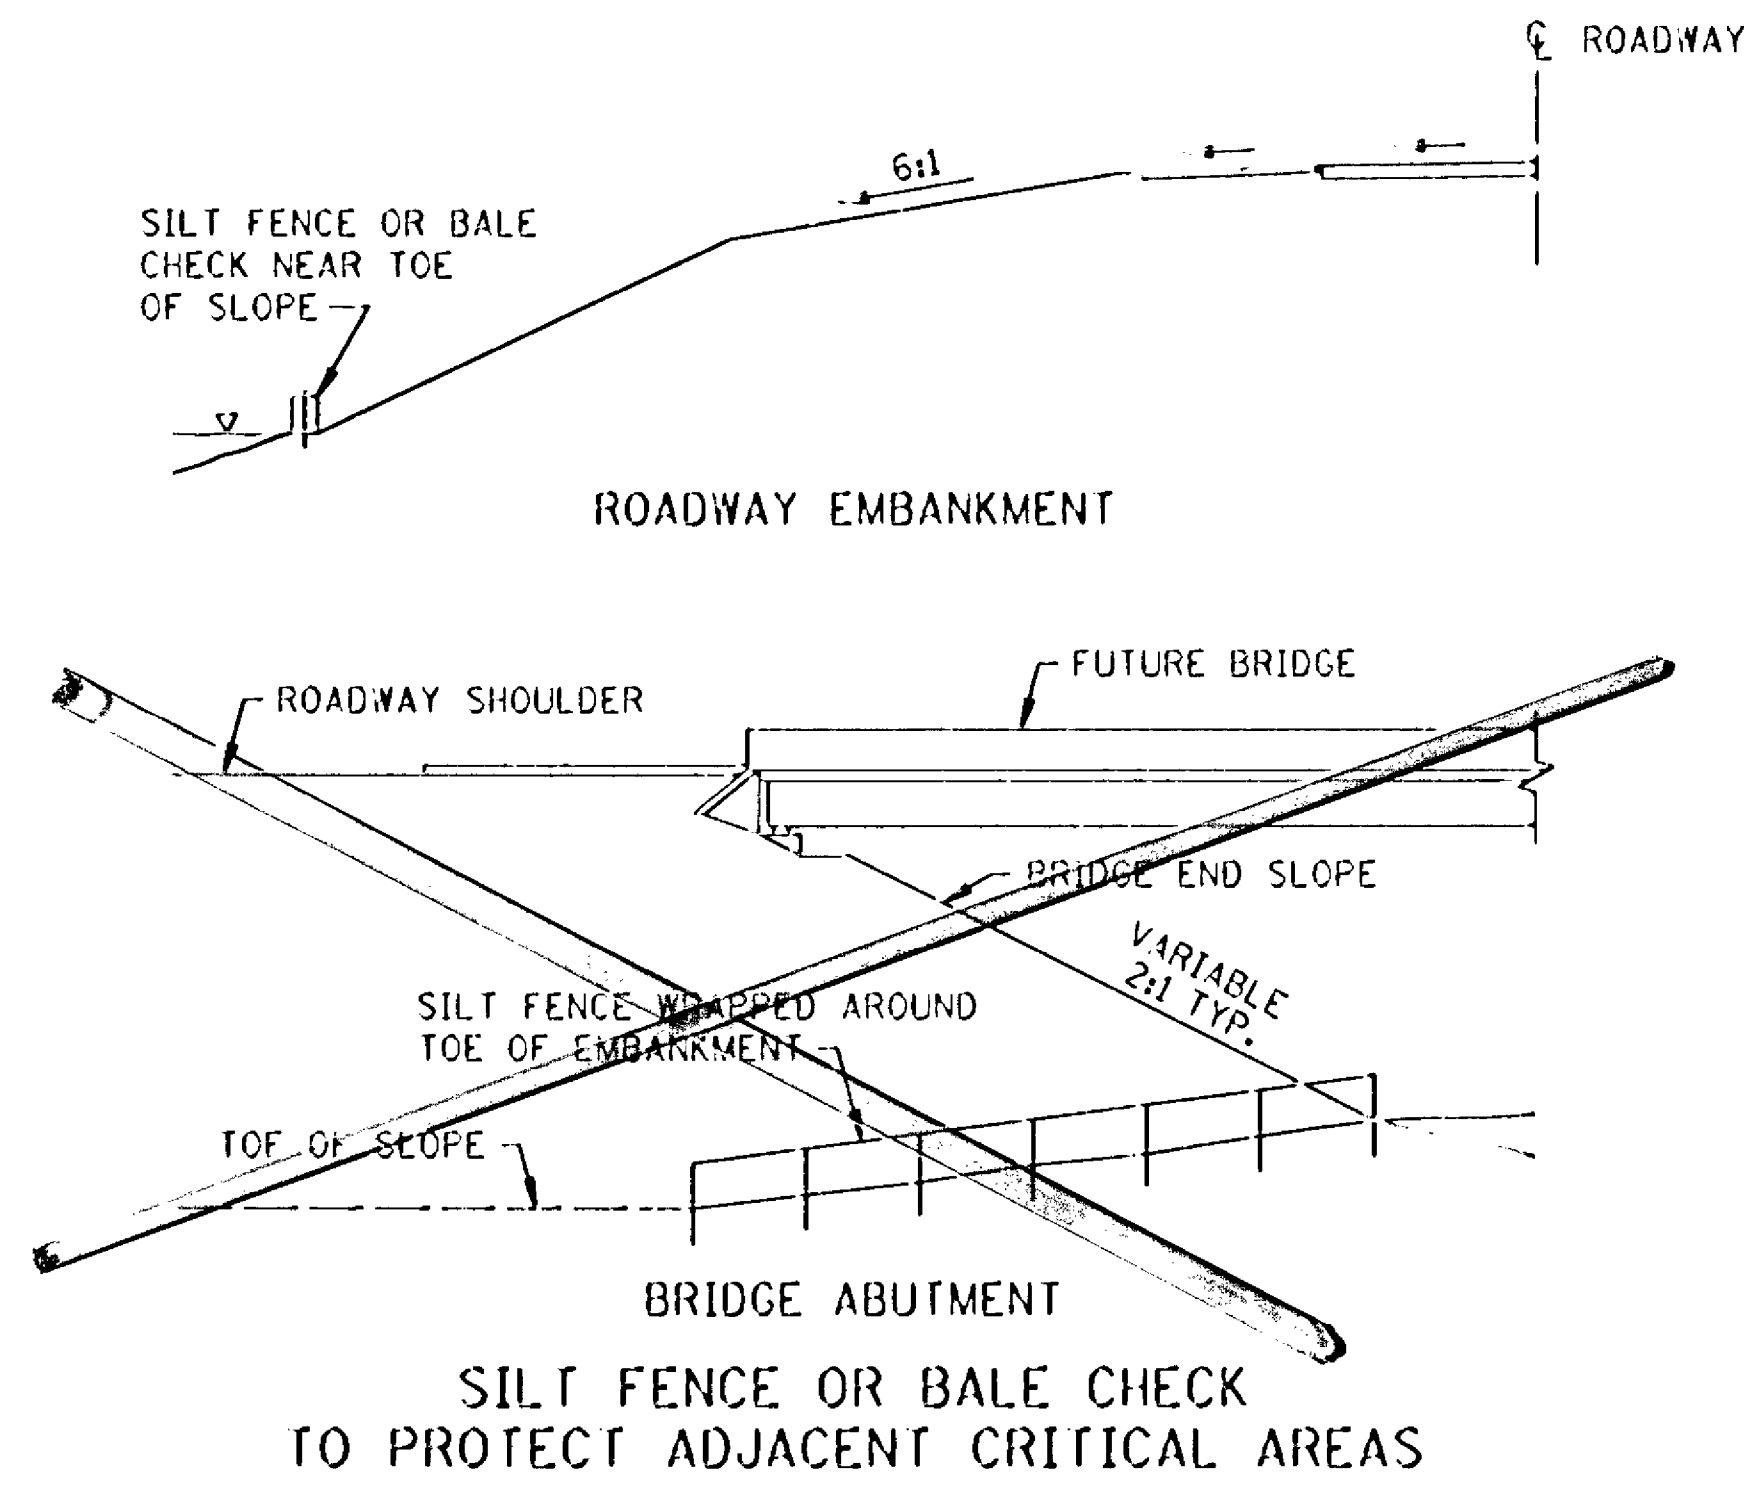 ℄ ROADWAY
6:1
SILT FENCE OR BALE
CHECK NEAR TOE
OF SLOPE
ROADWAY EMBANKMENT
FUTURE BRIDGE
ROADWAY SHOULDER
BRIDGE END SLOPE
VARIABLE
2:1 TYP.
SILT FENCE WRAPPED AROUND
TOE OF EMBANKMENT
TOE OF SLOPE
BRIDGE ABUTMENT
SILT FENCE OR BALE CHECK
TO PROTECT ADJACENT CRITICAL AREAS